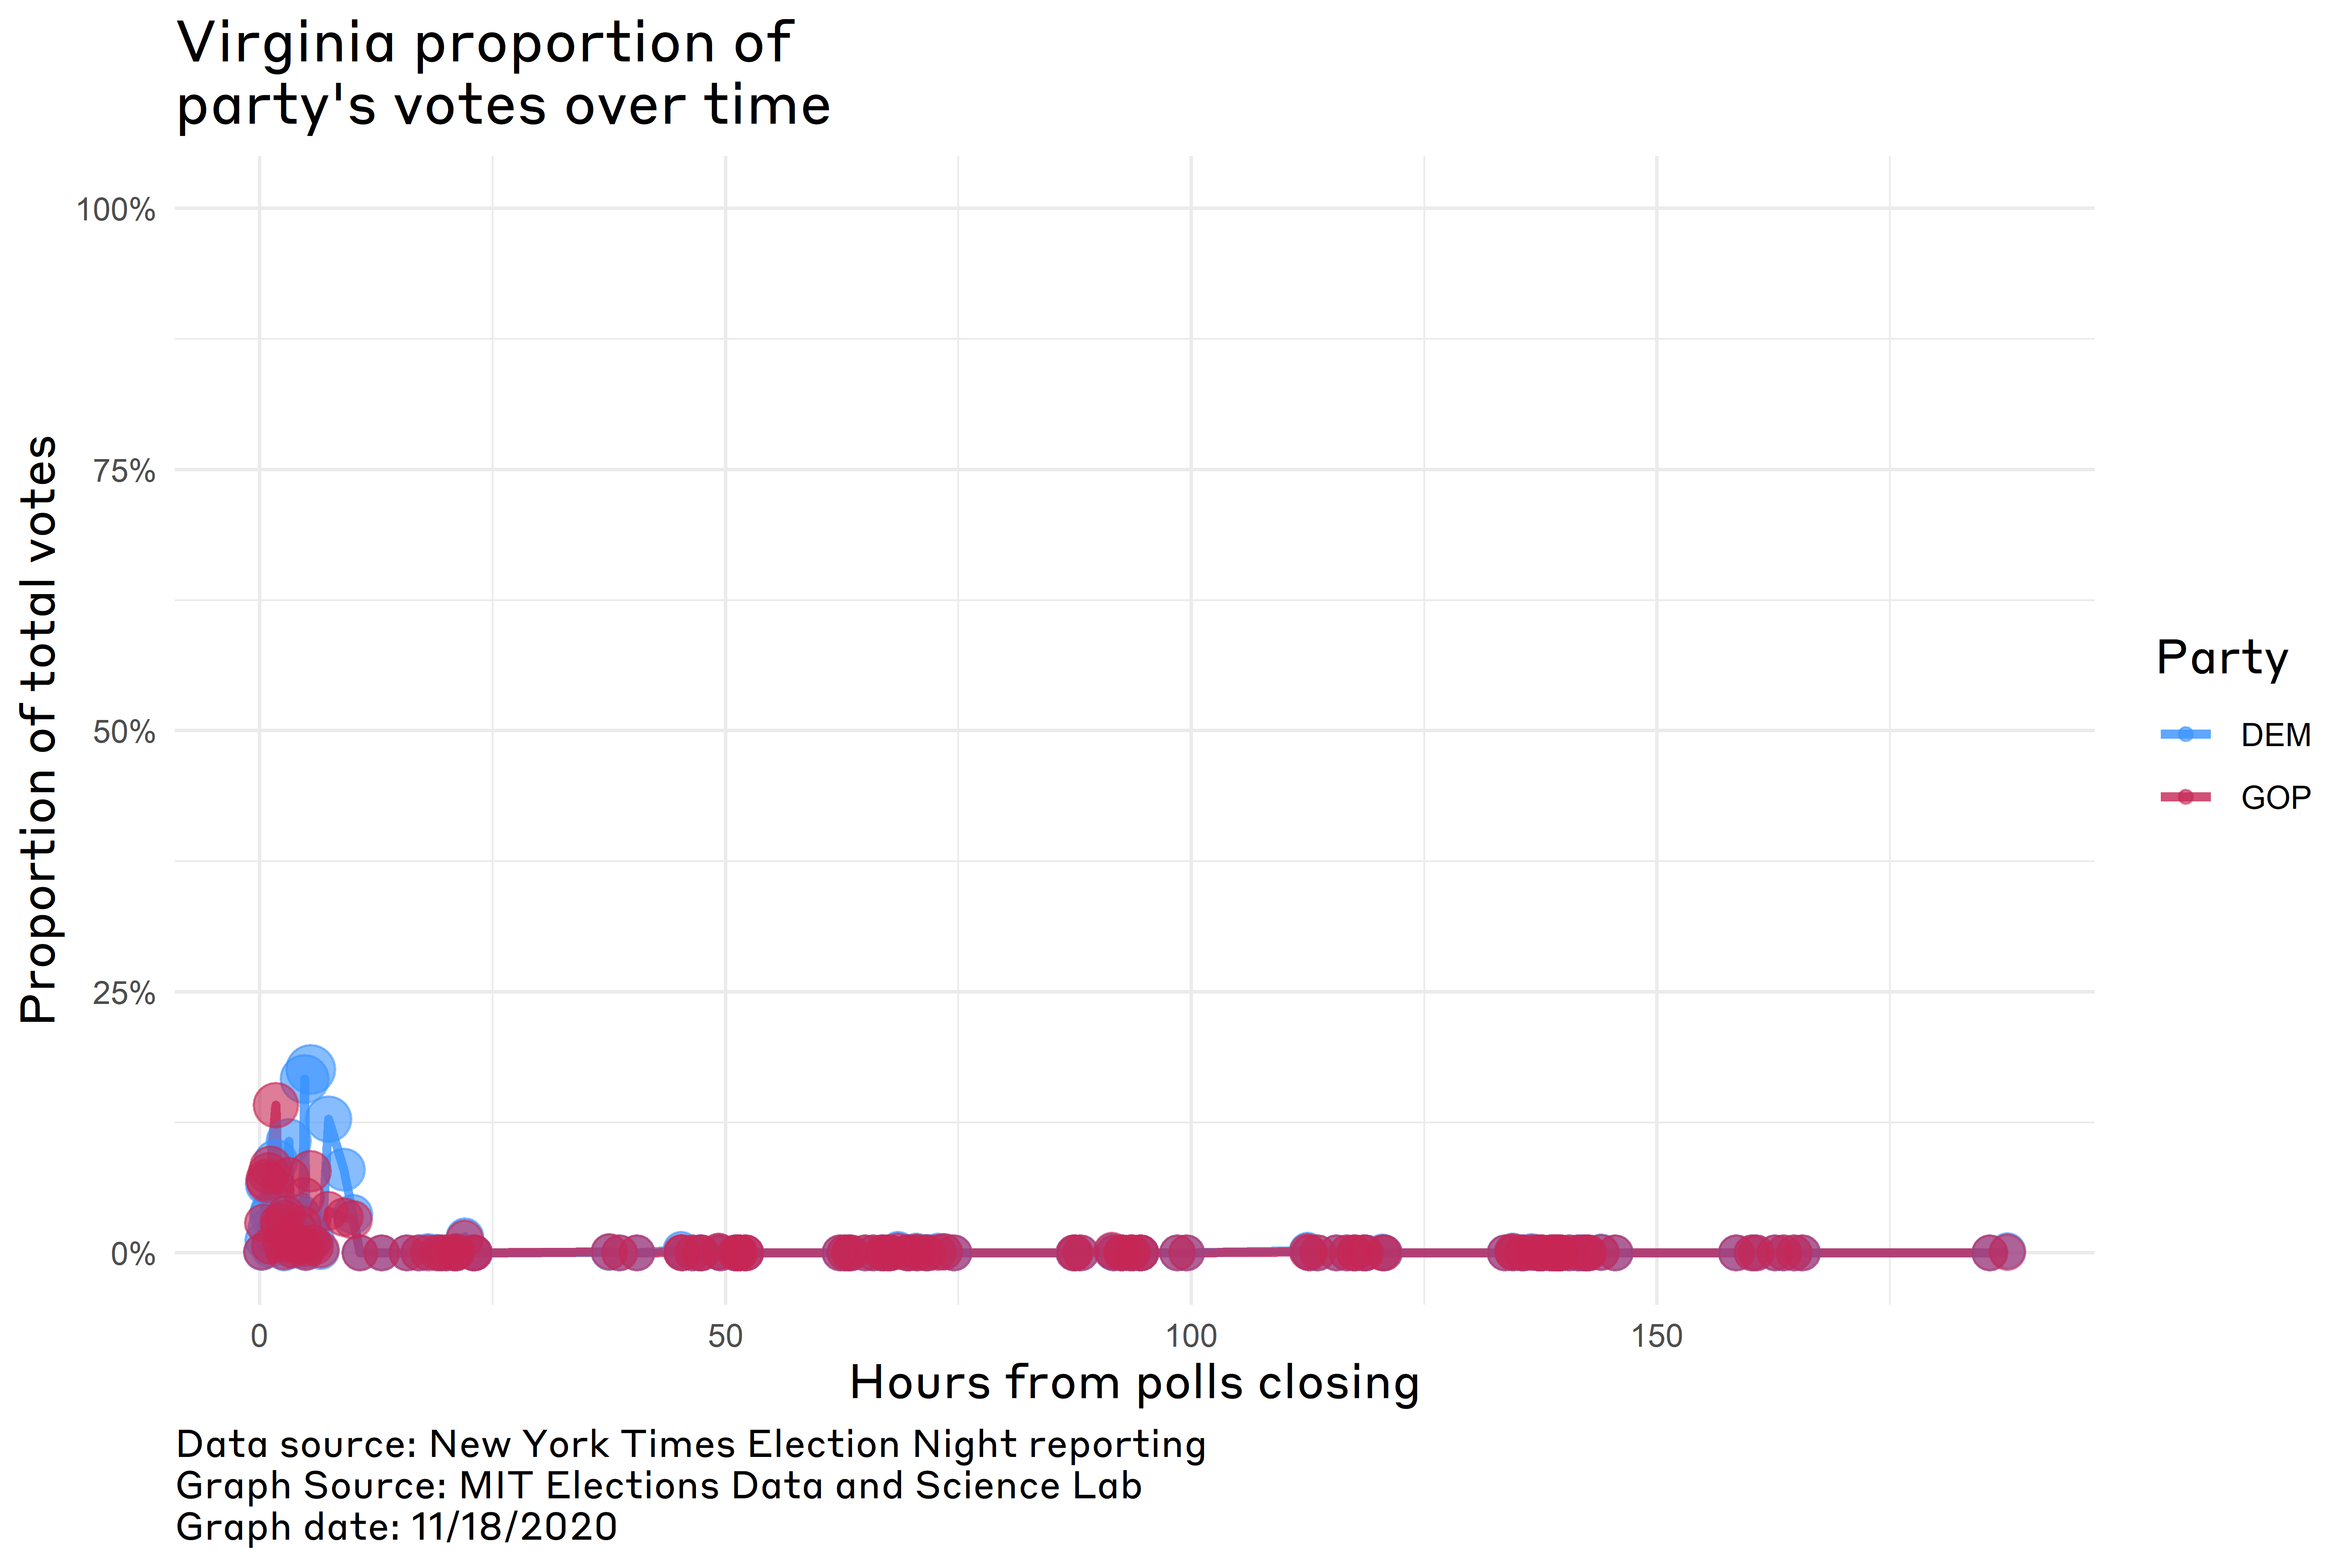 Virginia proportion of
party's votes over time
Proportion of total votes
100%
75%
50%
25%
0%
0
50
100
150
Hours from polls closing
Party
DEM
GOP
Data source: New York Times Election Night reporting
Graph Source: MIT Elections Data and Science Lab
Graph date: 11/18/2020